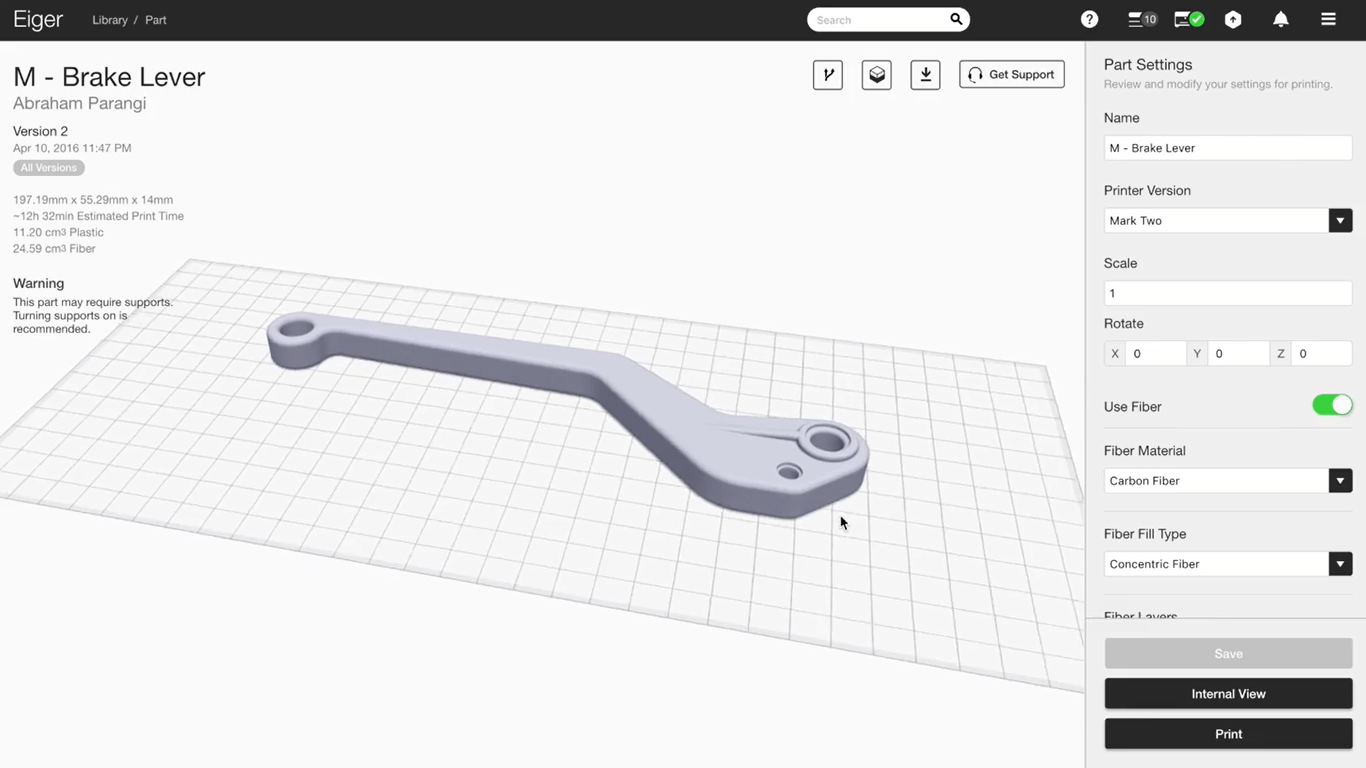 Eiger
Library / Part
Search
10
M - Brake Lever
Abraham Parangi
Version 2
Apr 10, 2016 11:47 PM
All Versions
197.19mm x 55.29mm x 14mm
~12h 32min Estimated Print Time
11.20 cm3 Plastic
24.59 cm3 Fiber
Warning
This part may require supports.
Turning supports on is
recommended.
Get Support
Part Settings
Review and modify your settings for printing.
Name
M - Brake Lever
Printer Version
Mark Two
Scale
1
Rotate
X 0 Y 0 Z 0
Use Fiber
Fiber Material
Carbon Fiber
Fiber Fill Type
Concentric Fiber
Fiber Layers
Save
Internal View
Print